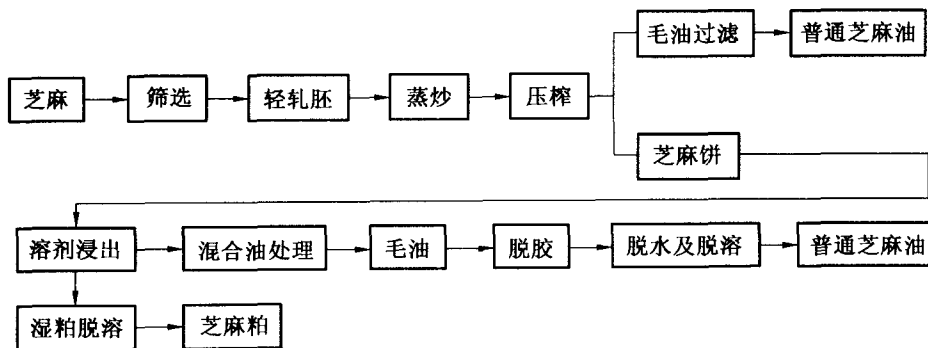 毛油过滤
普通芝麻油
芝麻
筛选
轻轧胚
蒸炒
压榨
芝麻饼
溶剂浸出
混合油处理
毛油
脱胶
脱水及脱溶
普通芝麻油
湿粕脱溶
芝麻粕